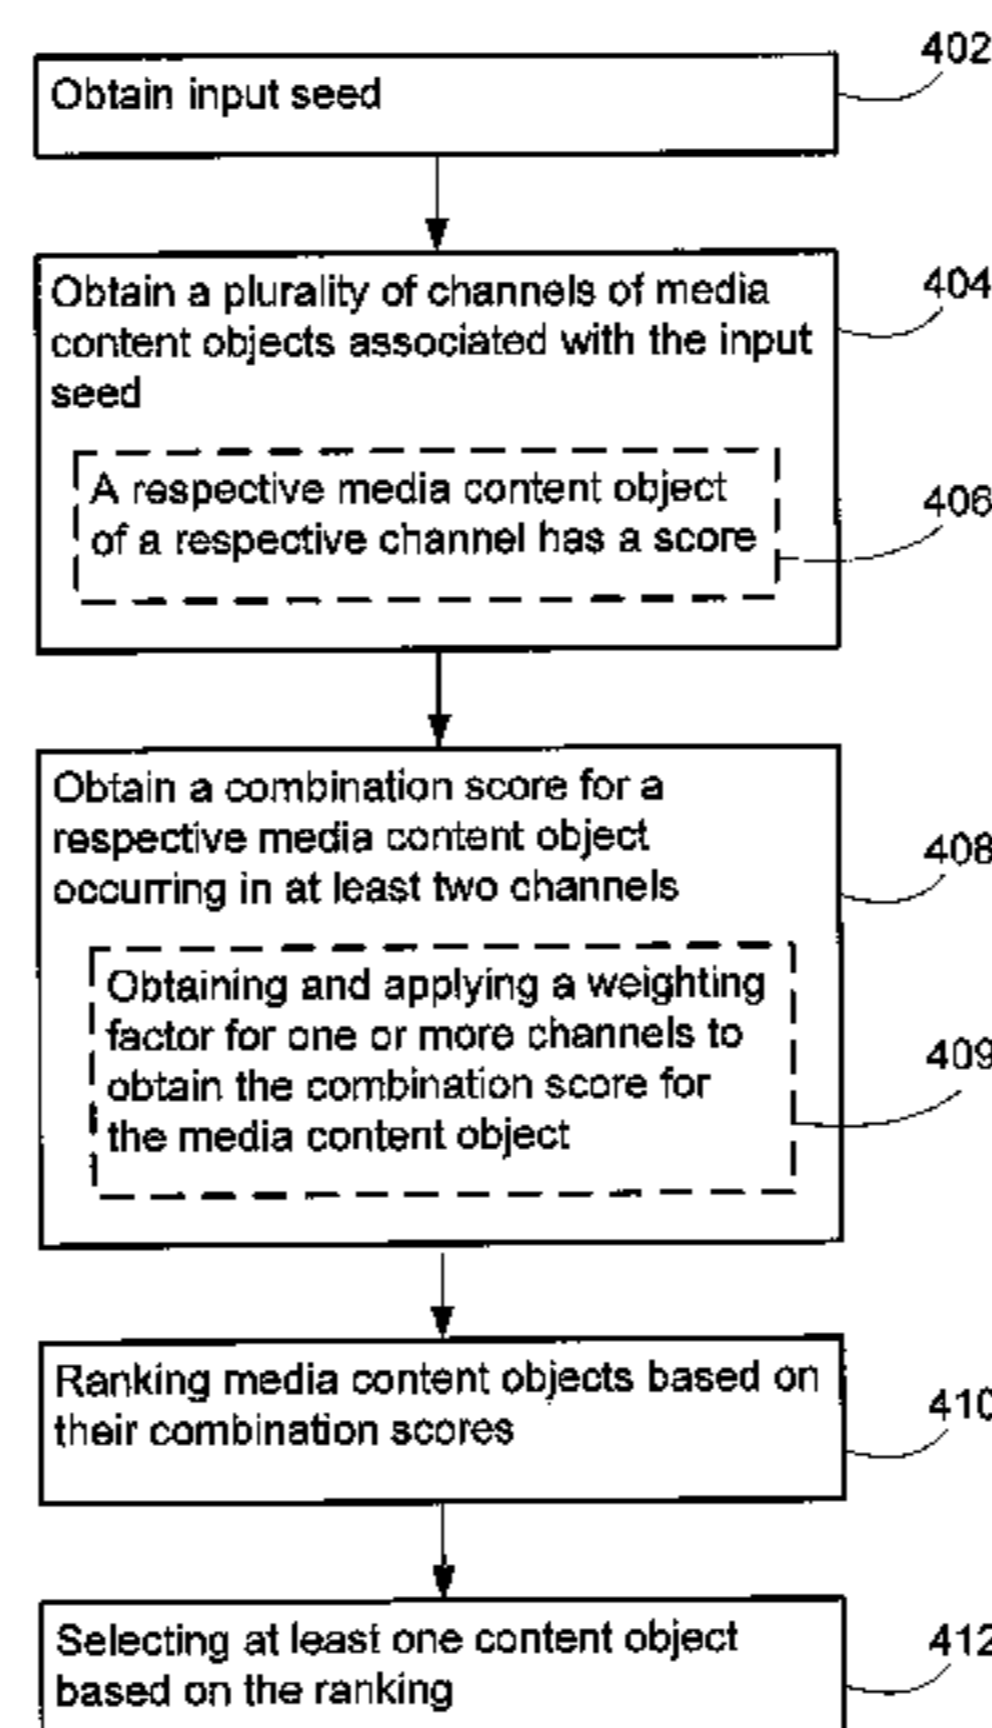 402
Obtain input seed
404
Obtain a plurality of channels of media
content objects associated with the input
seed
406
A respective media content object
of a respective channel has a score
408
Obtain a combination score for a
respective media content object
occurring in at least two channels
409
Obtaining and applying a weighting
factor for one or more channels to
obtain the combination score for
the media content object
410
Ranking media content objects based on
their combination scores
412
Selecting at least one content object
based on the ranking